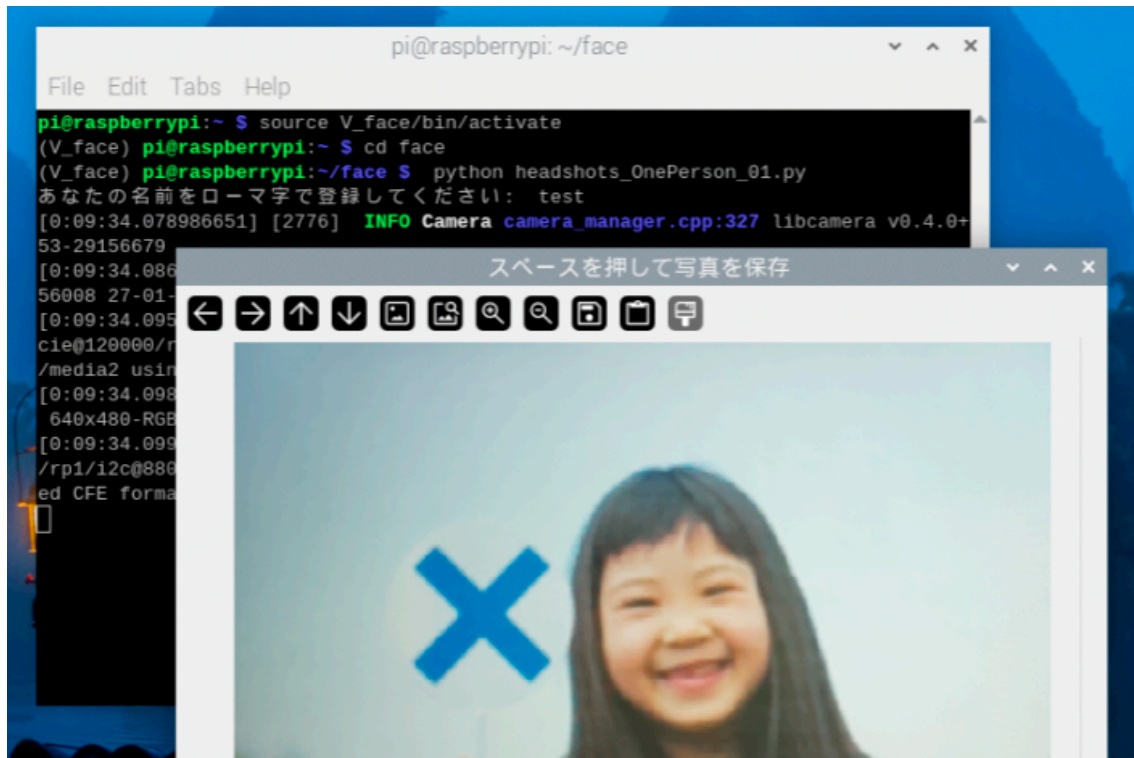 pi@raspberrypi: ~/face
File Edit Tabs Help
pi@raspberrypi:~ $ source V_face/bin/activate
(V_face) pi@raspberrypi:~ $ cd face
(V_face) pi@raspberrypi:~/face $  python headshots_OnePerson_01.py
あなたの名前をローマ字で登録してください:  test
[0:09:34.078986651] [2776]  INFO Camera camera_manager.cpp:327 libcamera v0.4.0+
53-29156679
[0:09:34.086
56008 27-01-
[0:09:34.095
cie@120000/r
/media2 usin
[0:09:34.098
640x480-RGB
[0:09:34.099
/rp1/i2c@880
ed CFE forma
スペースを押して写真を保存